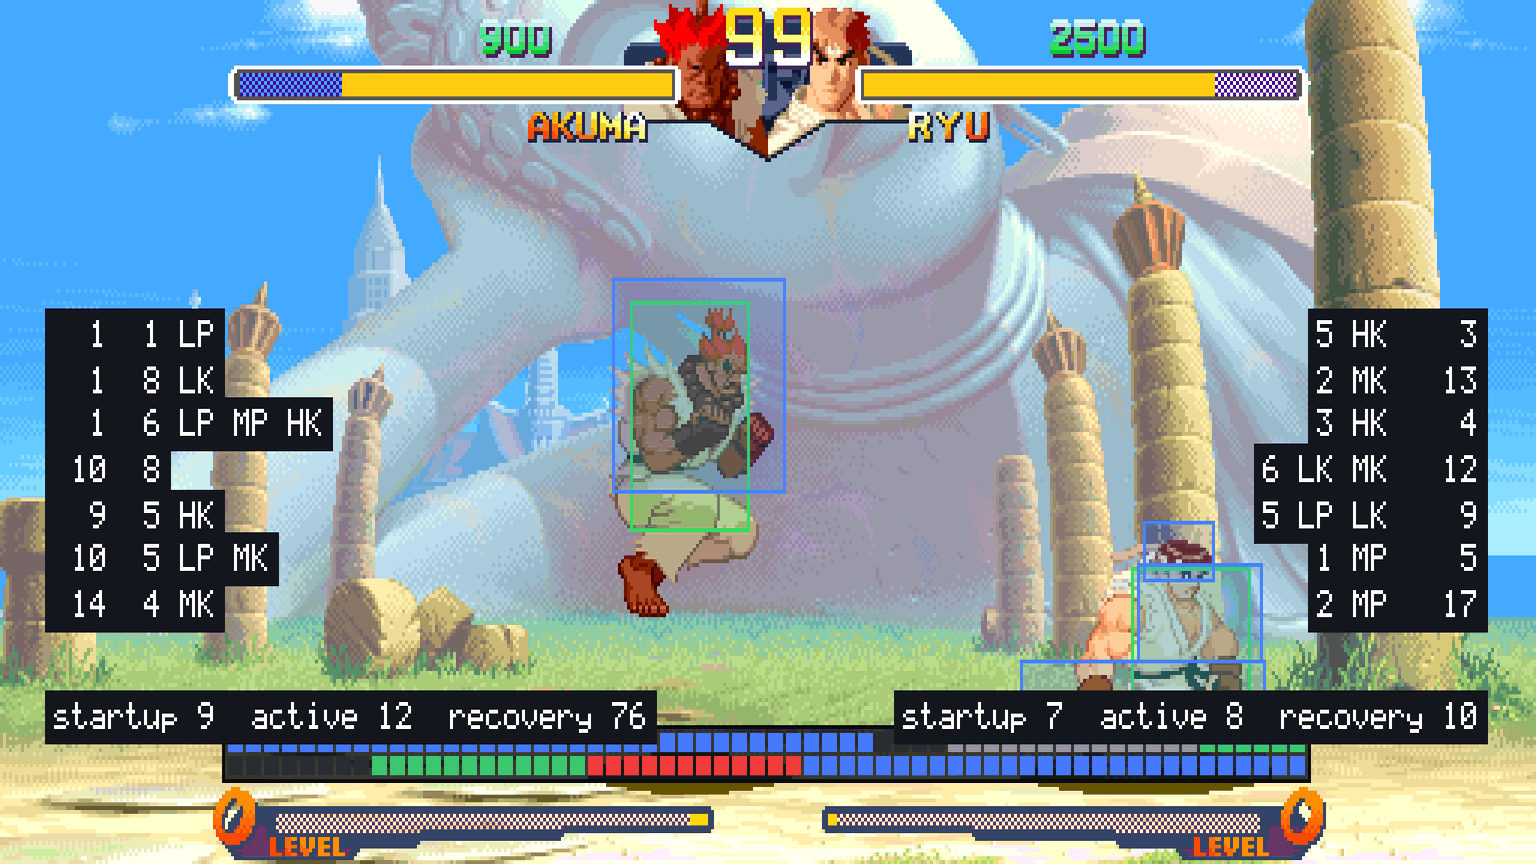 900 99 2500
AKUMA RYU
1 1 LP
1 8 LK
1 6 LP MP HK
10 8
9 5 HK
10 5 LP MK
14 4 MK
5 HK 3
2 MK 13
3 HK 4
6 LK MK 12
5 LP LK 9
1 MP 5
2 MP 17
startup 9 active 12 recovery 76
startup 7 active 8 recovery 10
LEVEL LEVEL